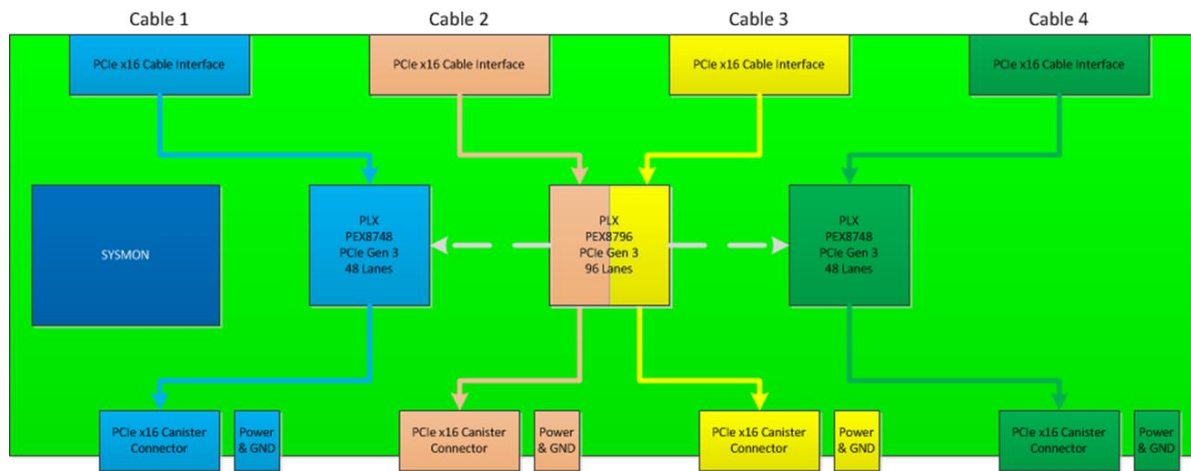 Cable 1
Cable 2
Cable 3
Cable 4
PCIe x16 Cable Interface
PCIe x16 Cable Interface
PCIe x16 Cable Interface
PCIe x16 Cable Interface
SYSMON
PLX
PEX8748
PCIe Gen 3
48 Lanes
PLX
PEX8796
PCIe Gen 3
96 Lanes
PLX
PEX8748
PCIe Gen 3
48 Lanes
PCIe x16 Canister
Connector
Power
& GND
PCIe x16 Canister
Connector
Power
& GND
PCIe x16 Canister
Connector
Power
& GND
PCIe x16 Canister
Connector
Power
& GND